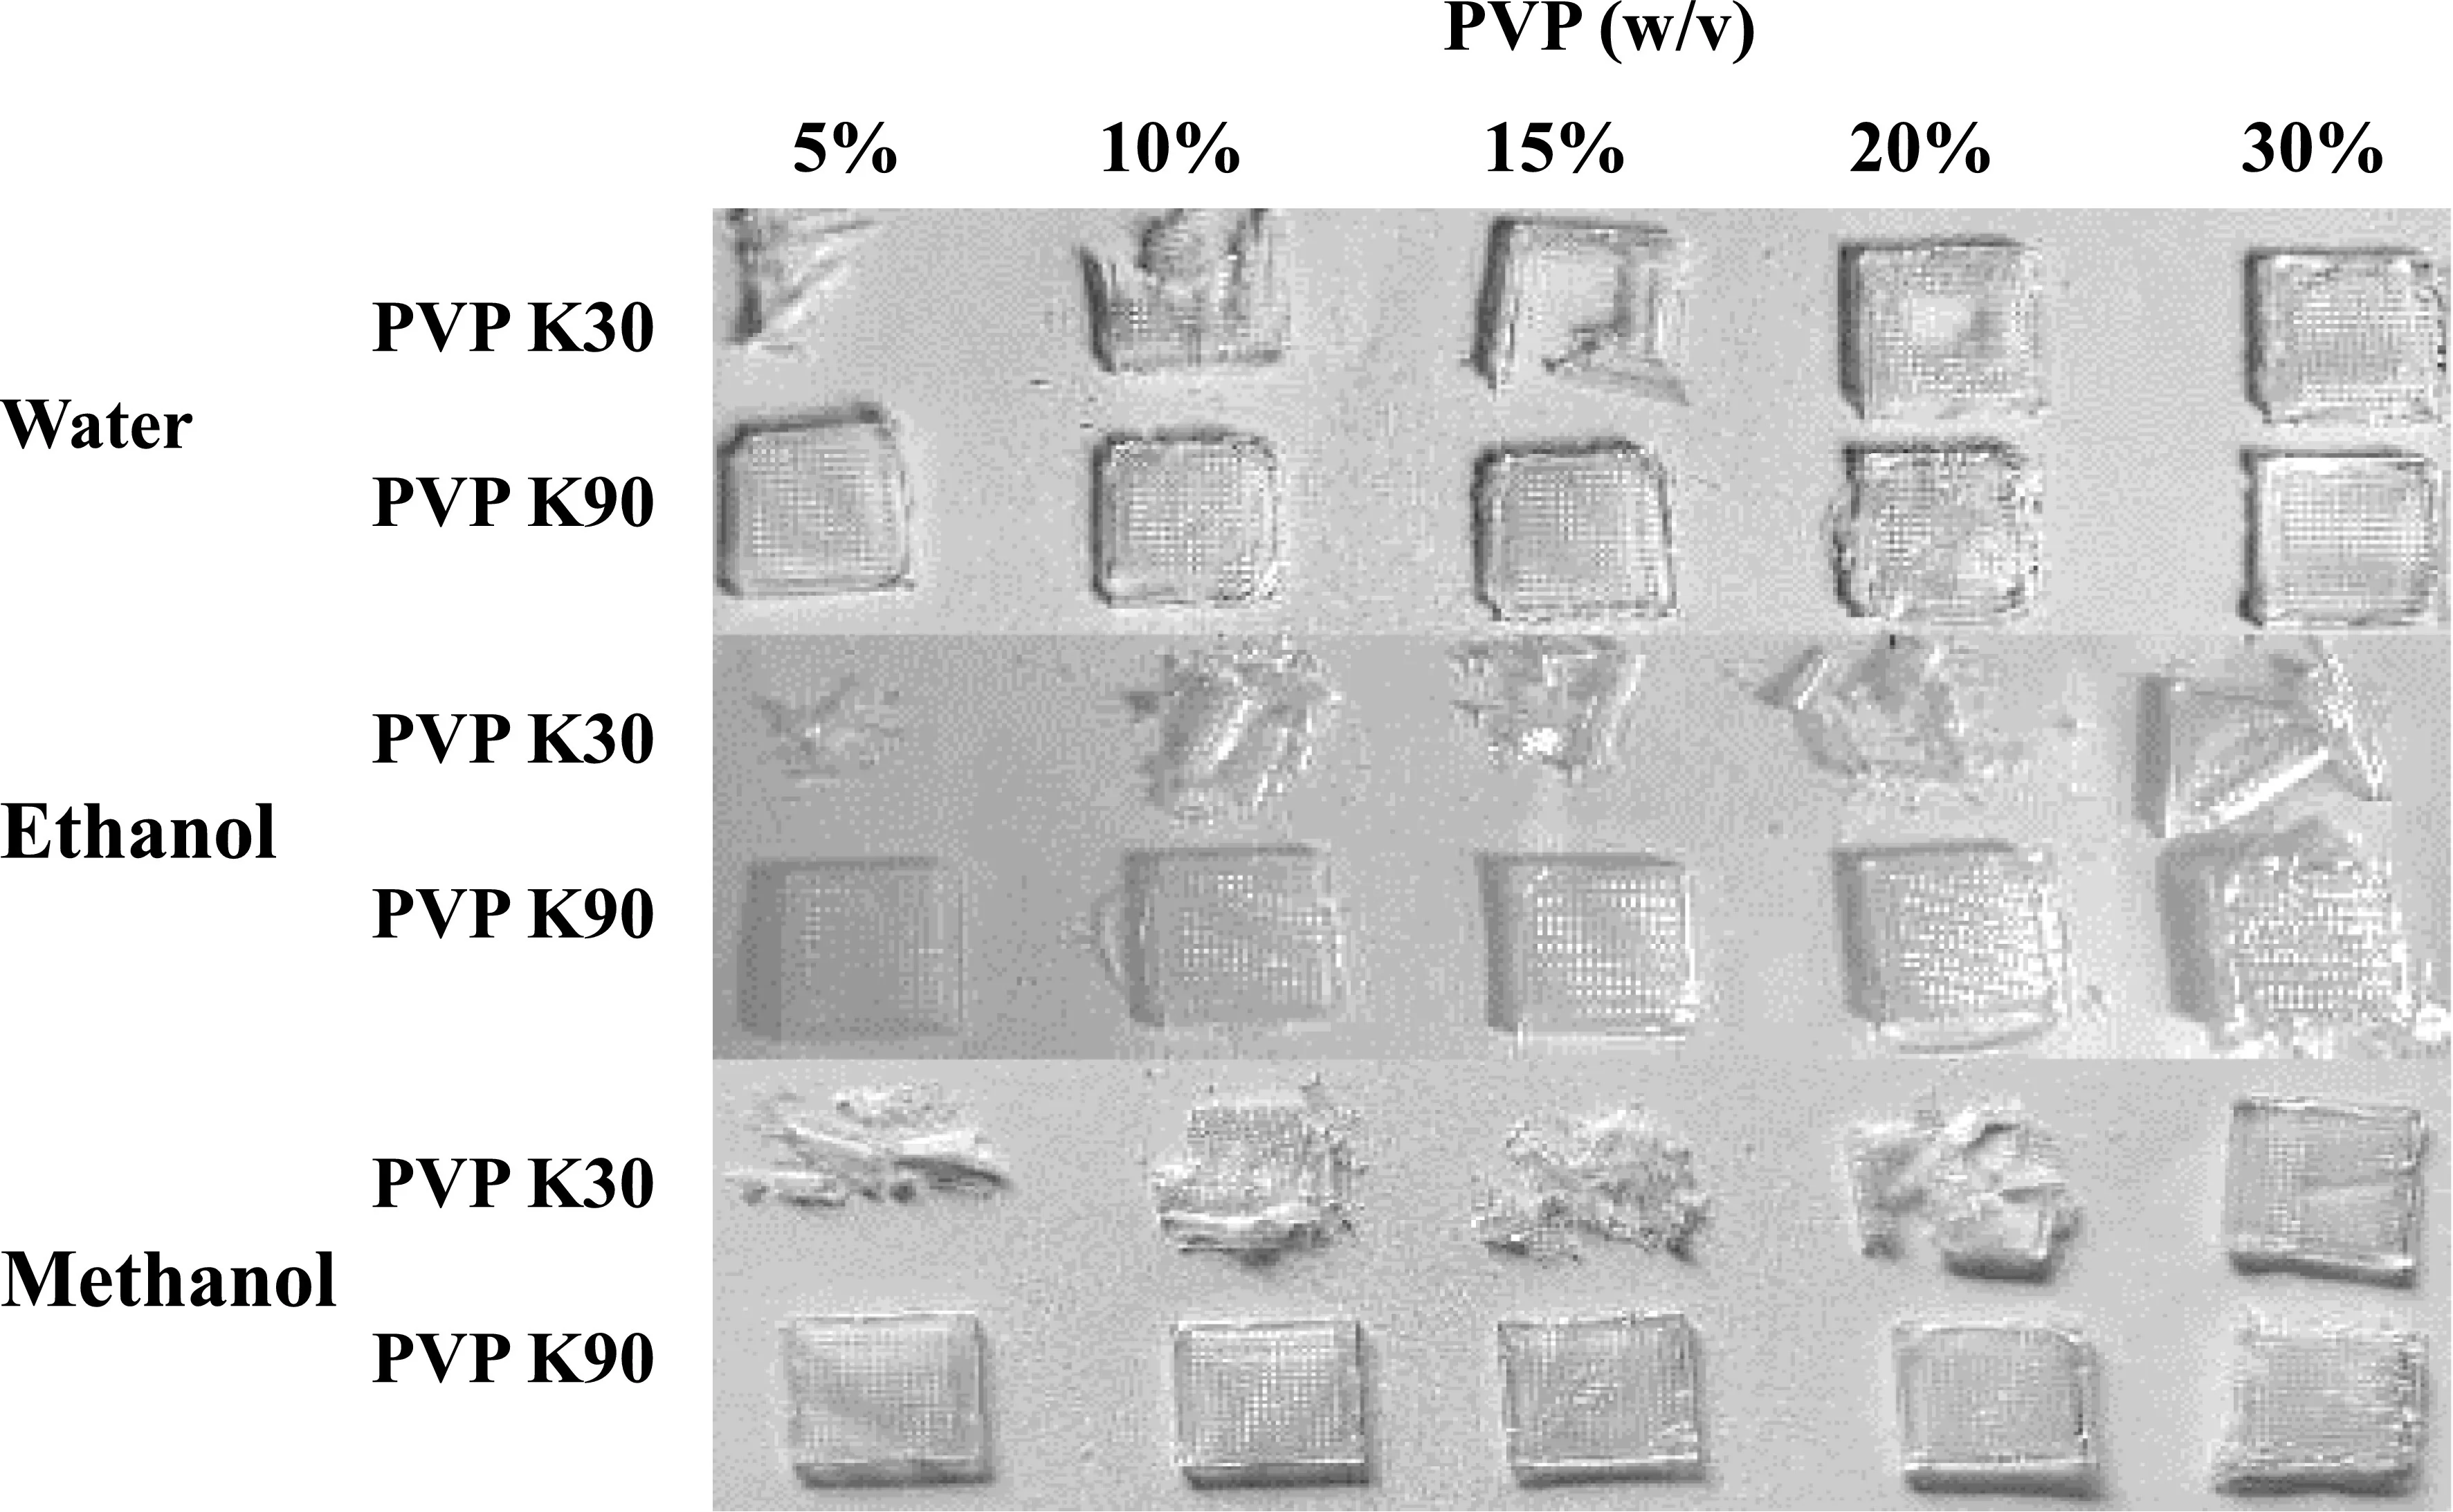 PVP (w/v)
5% 10% 15% 20% 30%
PVP K30
Water
PVP K90
PVP K30
Ethanol
PVP K90
PVP K30
Methanol
PVP K90